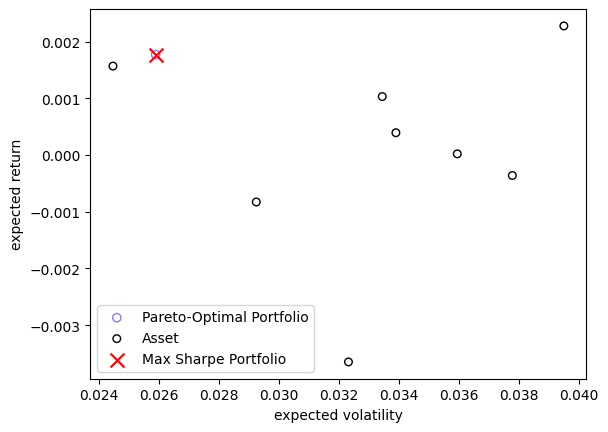 0.002
0.001
0.000
−0.001
−0.002
−0.003
expected return
Pareto-Optimal Portfolio
Asset
Max Sharpe Portfolio
0.024 0.026 0.028 0.030 0.032 0.034 0.036 0.038 0.040
expected volatility